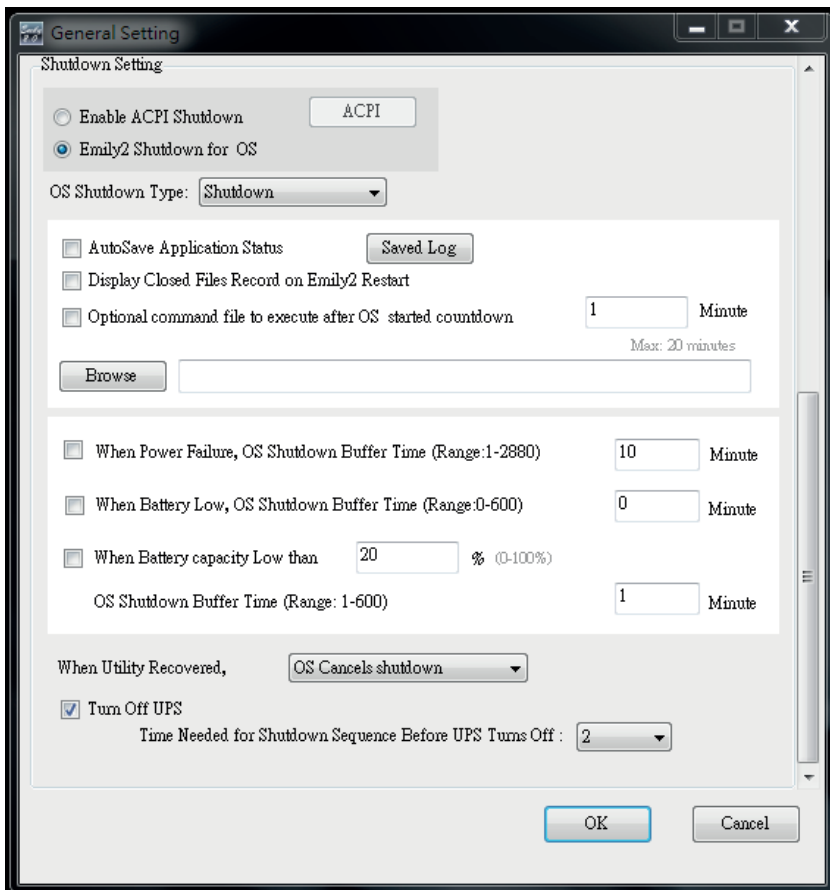 General Setting
Shutdown Setting
Enable ACPI Shutdown ACPI
Emily2 Shutdown for OS
OS Shutdown Type: Shutdown
AutoSave Application Status Saved Log
Display Closed Files Record on Emily2 Restart
Optional command file to execute after OS started countdown 1 Minute
Max: 20 minutes
Browse
When Power Failure, OS Shutdown Buffer Time (Range:1-2880) 10 Minute
When Battery Low, OS Shutdown Buffer Time (Range:0-600) 0 Minute
When Battery capacity Low than 20 % (0-100%)
OS Shutdown Buffer Time (Range: 1-600) 1 Minute
When Utility Recovered, OS Cancels shutdown
Turn Off UPS
Time Needed for Shutdown Sequence Before UPS Turns Off : 2
OK Cancel